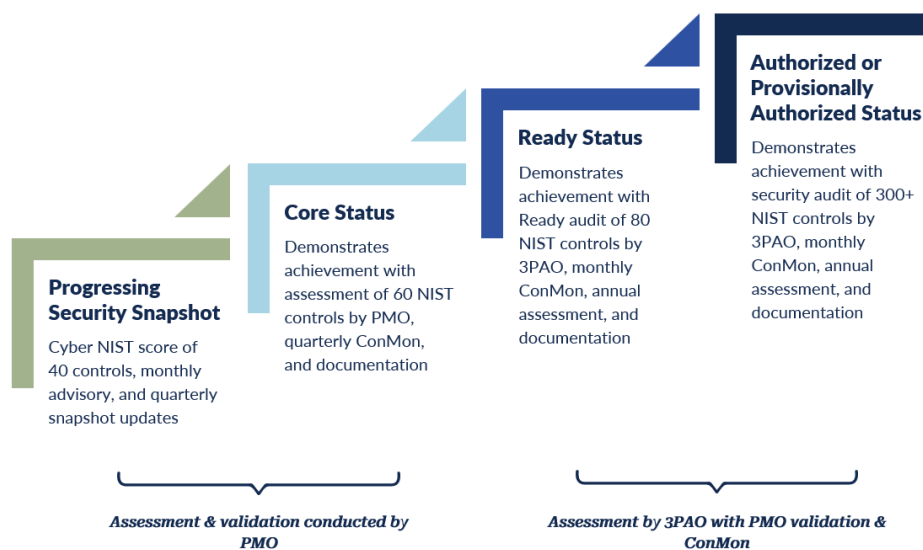 Progressing
Security Snapshot
Cyber NIST score of
40 controls, monthly
advisory, and quarterly
snapshot updates
Core Status
Demonstrates
achievement with
assessment of 60 NIST
controls by PMO,
quarterly ConMon,
and documentation
Ready Status
Demonstrates
achievement with
Ready audit of 80
NIST controls by
3PAO, monthly
ConMon, annual
assessment, and
documentation
Authorized or
Provisionally
Authorized Status
Demonstrates
achievement with
security audit of 300+
NIST controls by
3PAO, monthly
ConMon, annual
assessment, and
documentation
Assessment & validation conducted by
PMO
Assessment by 3PAO with PMO validation &
ConMon